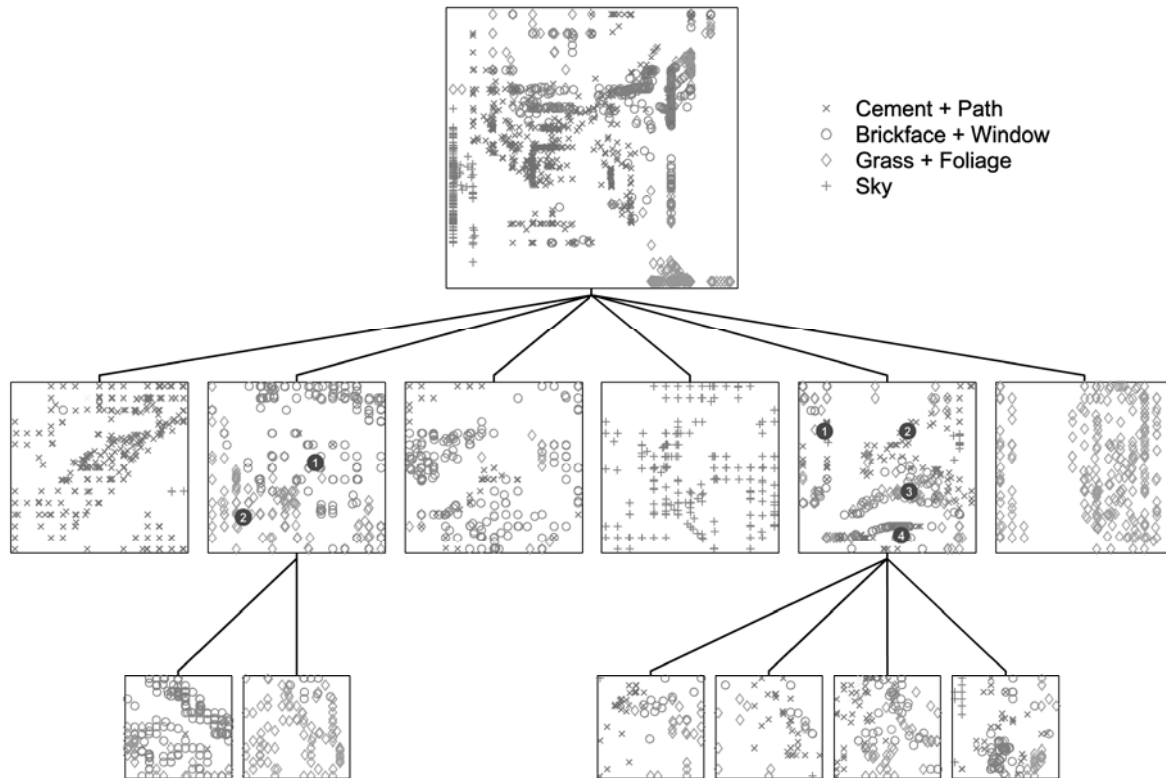 Cement + Path
Brickface + Window
Grass + Foliage
Sky
1
2
1
2
3
4